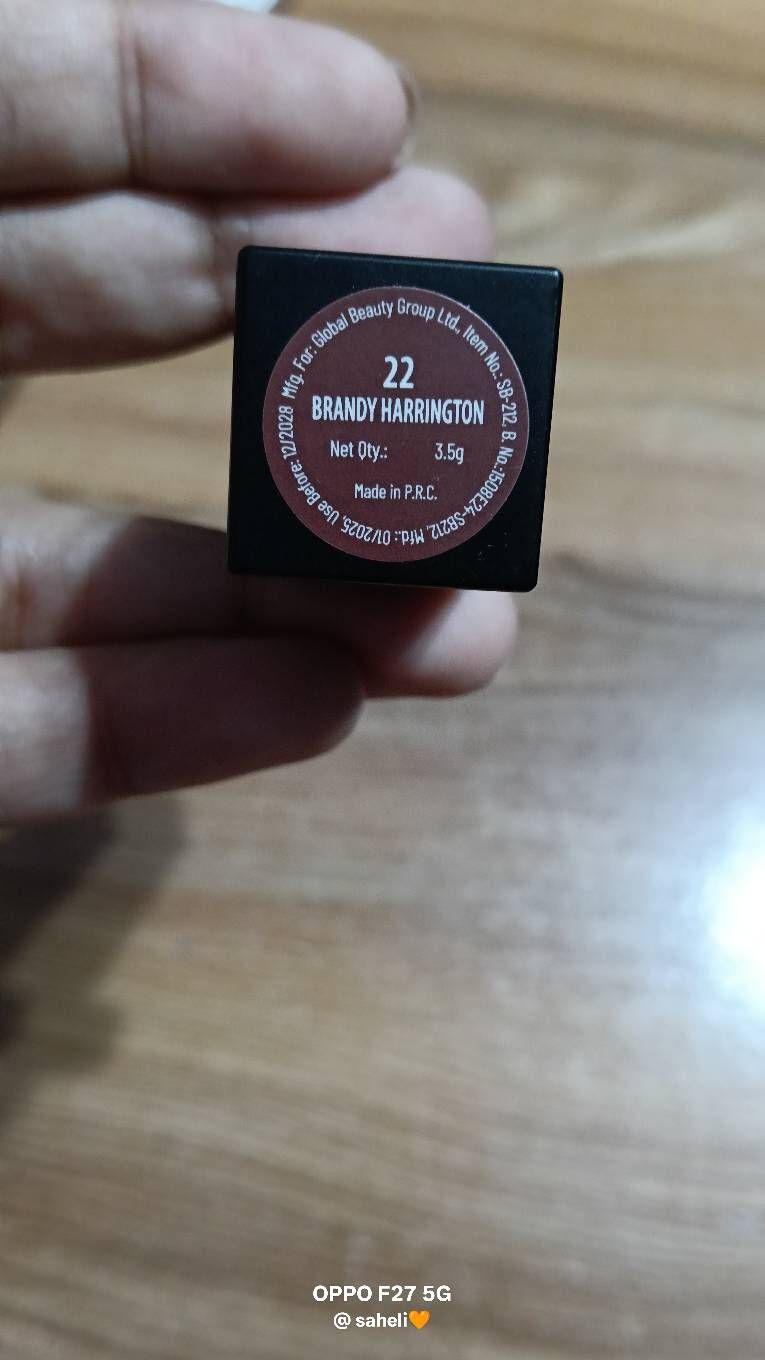 Mfg. For: Global Beauty Group Ltd., Item No.: SB-212, B. No.:1508E24-SB212, Mfd.: 01/2025, Use Before: 12/2028
22
BRANDY HARRINGTON
Net Qty.: 3.5g
Made in P.R.C.
OPPO F27 5G
@ saheli🧡